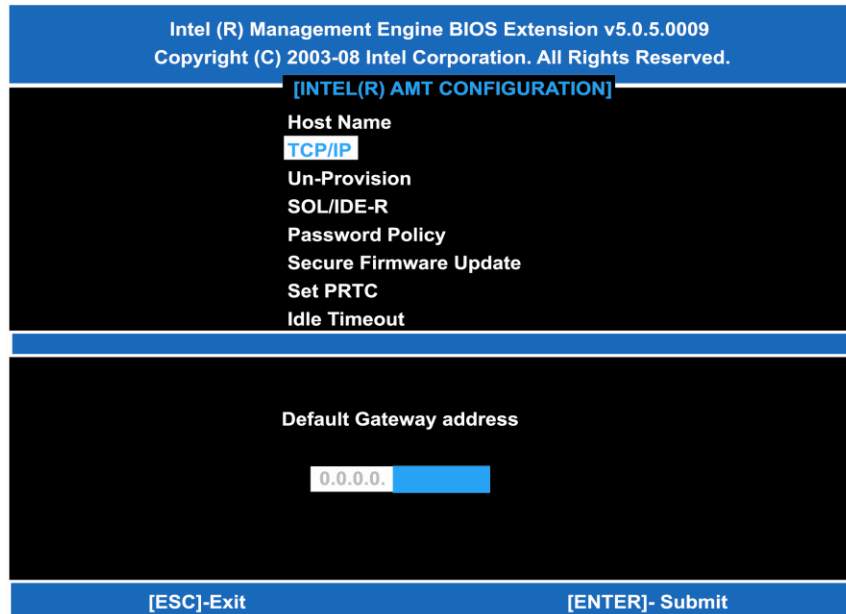 Intel (R) Management Engine BIOS Extension v5.0.5.0009
Copyright (C) 2003-08 Intel Corporation. All Rights Reserved.
[INTEL(R) AMT CONFIGURATION]
Host Name
TCP/IP
Un-Provision
SOL/IDE-R
Password Policy
Secure Firmware Update
Set PRTC
Idle Timeout
Default Gateway address
0.0.0.0.
[ESC]-Exit
[ENTER]- Submit